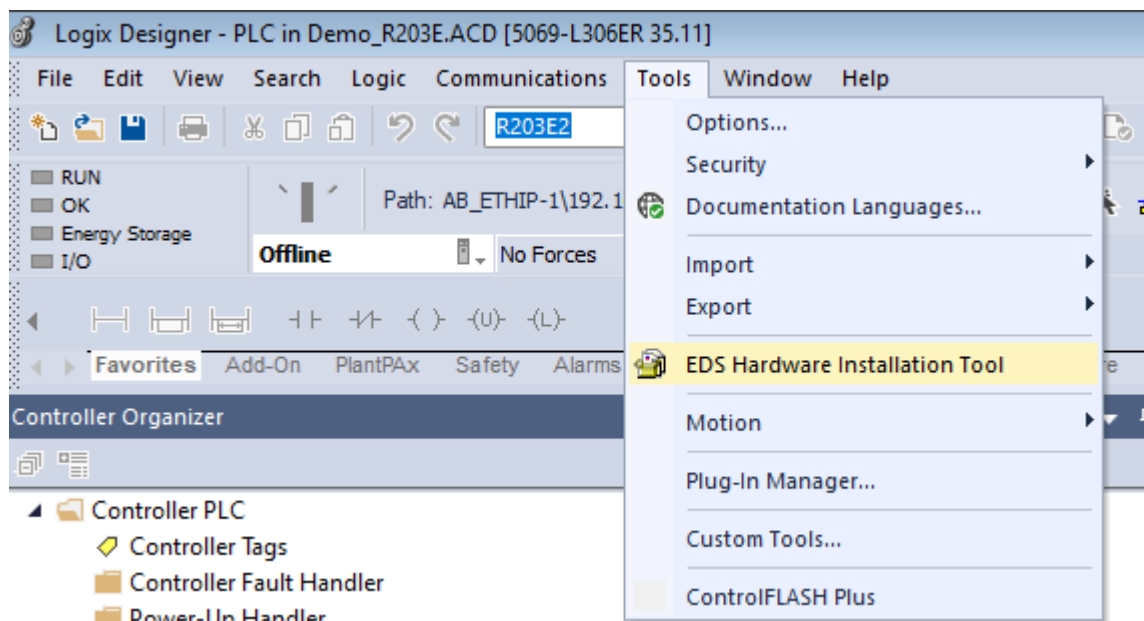 Logix Designer - PLC in Demo_R203E.ACD [5069-L306ER 35.11]
File Edit View Search Logic Communications Tools Window Help
R203E2
RUN
OK
Energy Storage
I/O
Path: AB_ETHIP-1\192.1
Offline
No Forces
(U) (L)
Favorites Add-On PlantPAx Safety Alarms
Controller Organizer
Controller PLC
Controller Tags
Controller Fault Handler
Power-Up Handler
Options...
Security
Documentation Languages...
Import
Export
EDS Hardware Installation Tool
Motion
Plug-In Manager...
Custom Tools...
ControlFLASH Plus